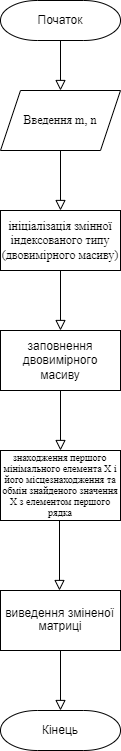 Початок
Введення m, n
ініціалізація змінної
індексованого типу
(двовимірного масиву)
заповнення
двовимірного
масиву
знаходження першого
мінімального елемента X і
його місцезнаходження та
обмін знайденого значення
X з елементом першого
рядка
виведення зміненої
матриці
Кінець